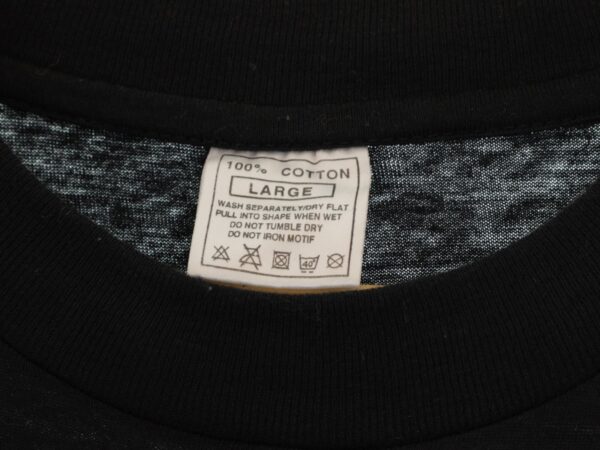 100% COTTON
LARGE
WASH SEPARATELY/DRY FLAT
PULL INTO SHAPE WHEN WET
DO NOT TUMBLE DRY
DO NOT IRON MOTIF
40°